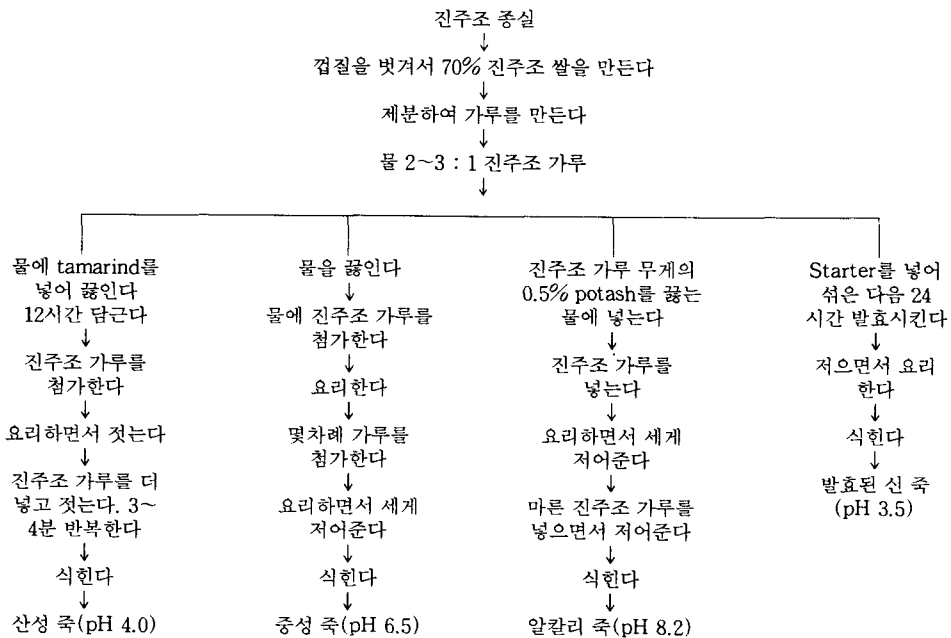 진주조 종실
↓
껍질을 벗겨서 70% 진주조 쌀을 만든다
↓
제분하여 가루를 만든다
↓
물 2~3 : 1 진주조 가루
↓
물에 tamarind를
넣어 끓인다
12시간 담근다
↓
진주조 가루를
첨가한다
↓
요리하면서 젓는다
↓
진주조 가루를 더
넣고 젓는다. 3~
4분 반복한다
↓
식힌다
↓
산성 죽(pH 4.0)
물을 끓인다
↓
물에 진주조 가루를
첨가한다
↓
요리한다
↓
몇차례 가루를
첨가한다
↓
요리하면서 세게
저어준다
↓
식힌다
↓
중성 죽(pH 6.5)
진주조 가루 무게의
0.5% potash를 끓는
물에 넣는다
↓
진주조 가루를
넣는다
↓
요리하면서 세게
저어준다
↓
마른 진주조 가루를
넣으면서 저어준다
↓
식힌다
↓
알칼리 죽(pH 8.2)
Starter를 넣어
섞은 다음 24
시간 발효시킨다
↓
저으면서 요리
한다
↓
식힌다
↓
발효된 신 죽
(pH 3.5)